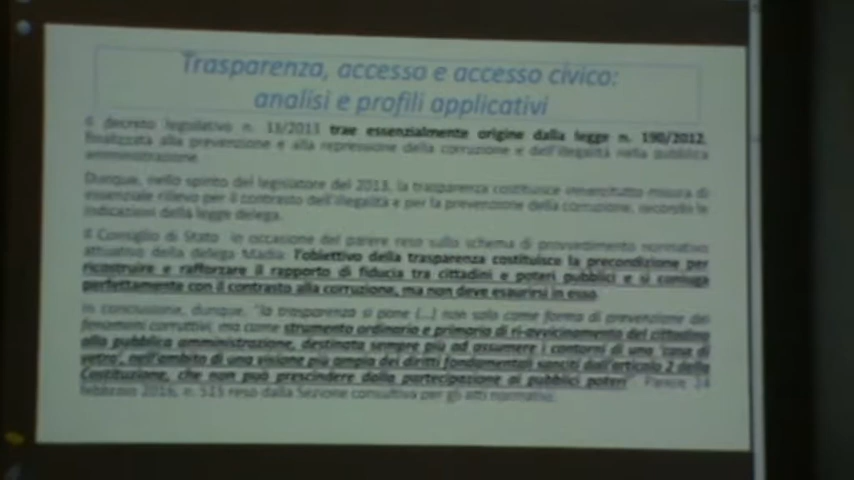 Trasparenza, accesso e accesso civico:
analisi e profili applicativi
Il decreto legislativo n. 33/2013 trae essenzialmente origine dalla legge n. 190/2012,
finalizzata alla prevenzione e alla repressione della corruzione e dell'illegalità nella pubblica
amministrazione.
Dunque, nello spirito del legislatore del 2013, la trasparenza costituisce innanzitutto misura di
essenziale rilievo per il contrasto dell'illegalità e per la prevenzione della corruzione, secondo le
indicazioni della legge delega.
Il Consiglio di Stato in occasione del parere reso sullo schema di provvedimento normativo
attuativo della delega Madia: l'obiettivo della trasparenza costituisce la precondizione per
ricostruire e rafforzare il rapporto di fiducia tra cittadini e poteri pubblici e si coniuga
perfettamente con il contrasto alla corruzione, ma non deve esaurirsi in esso.
In conclusione, dunque, "la trasparenza si pone (...) non solo come forma di prevenzione dei
fenomeni corruttivi, ma come strumento ordinario e primario di ri-avvicinamento del cittadino
alla pubblica amministrazione, destinata sempre più ad assumere i contorni di una 'casa di
vetro', nell'ambito di una visione più ampia dei diritti fondamentali sanciti dall'articolo 2 della
Costituzione, che non può prescindere dalla partecipazione ai pubblici poteri" Parere 24
febbraio 2016, n. 515 reso dalla Sezione consultiva per gli atti normativi.